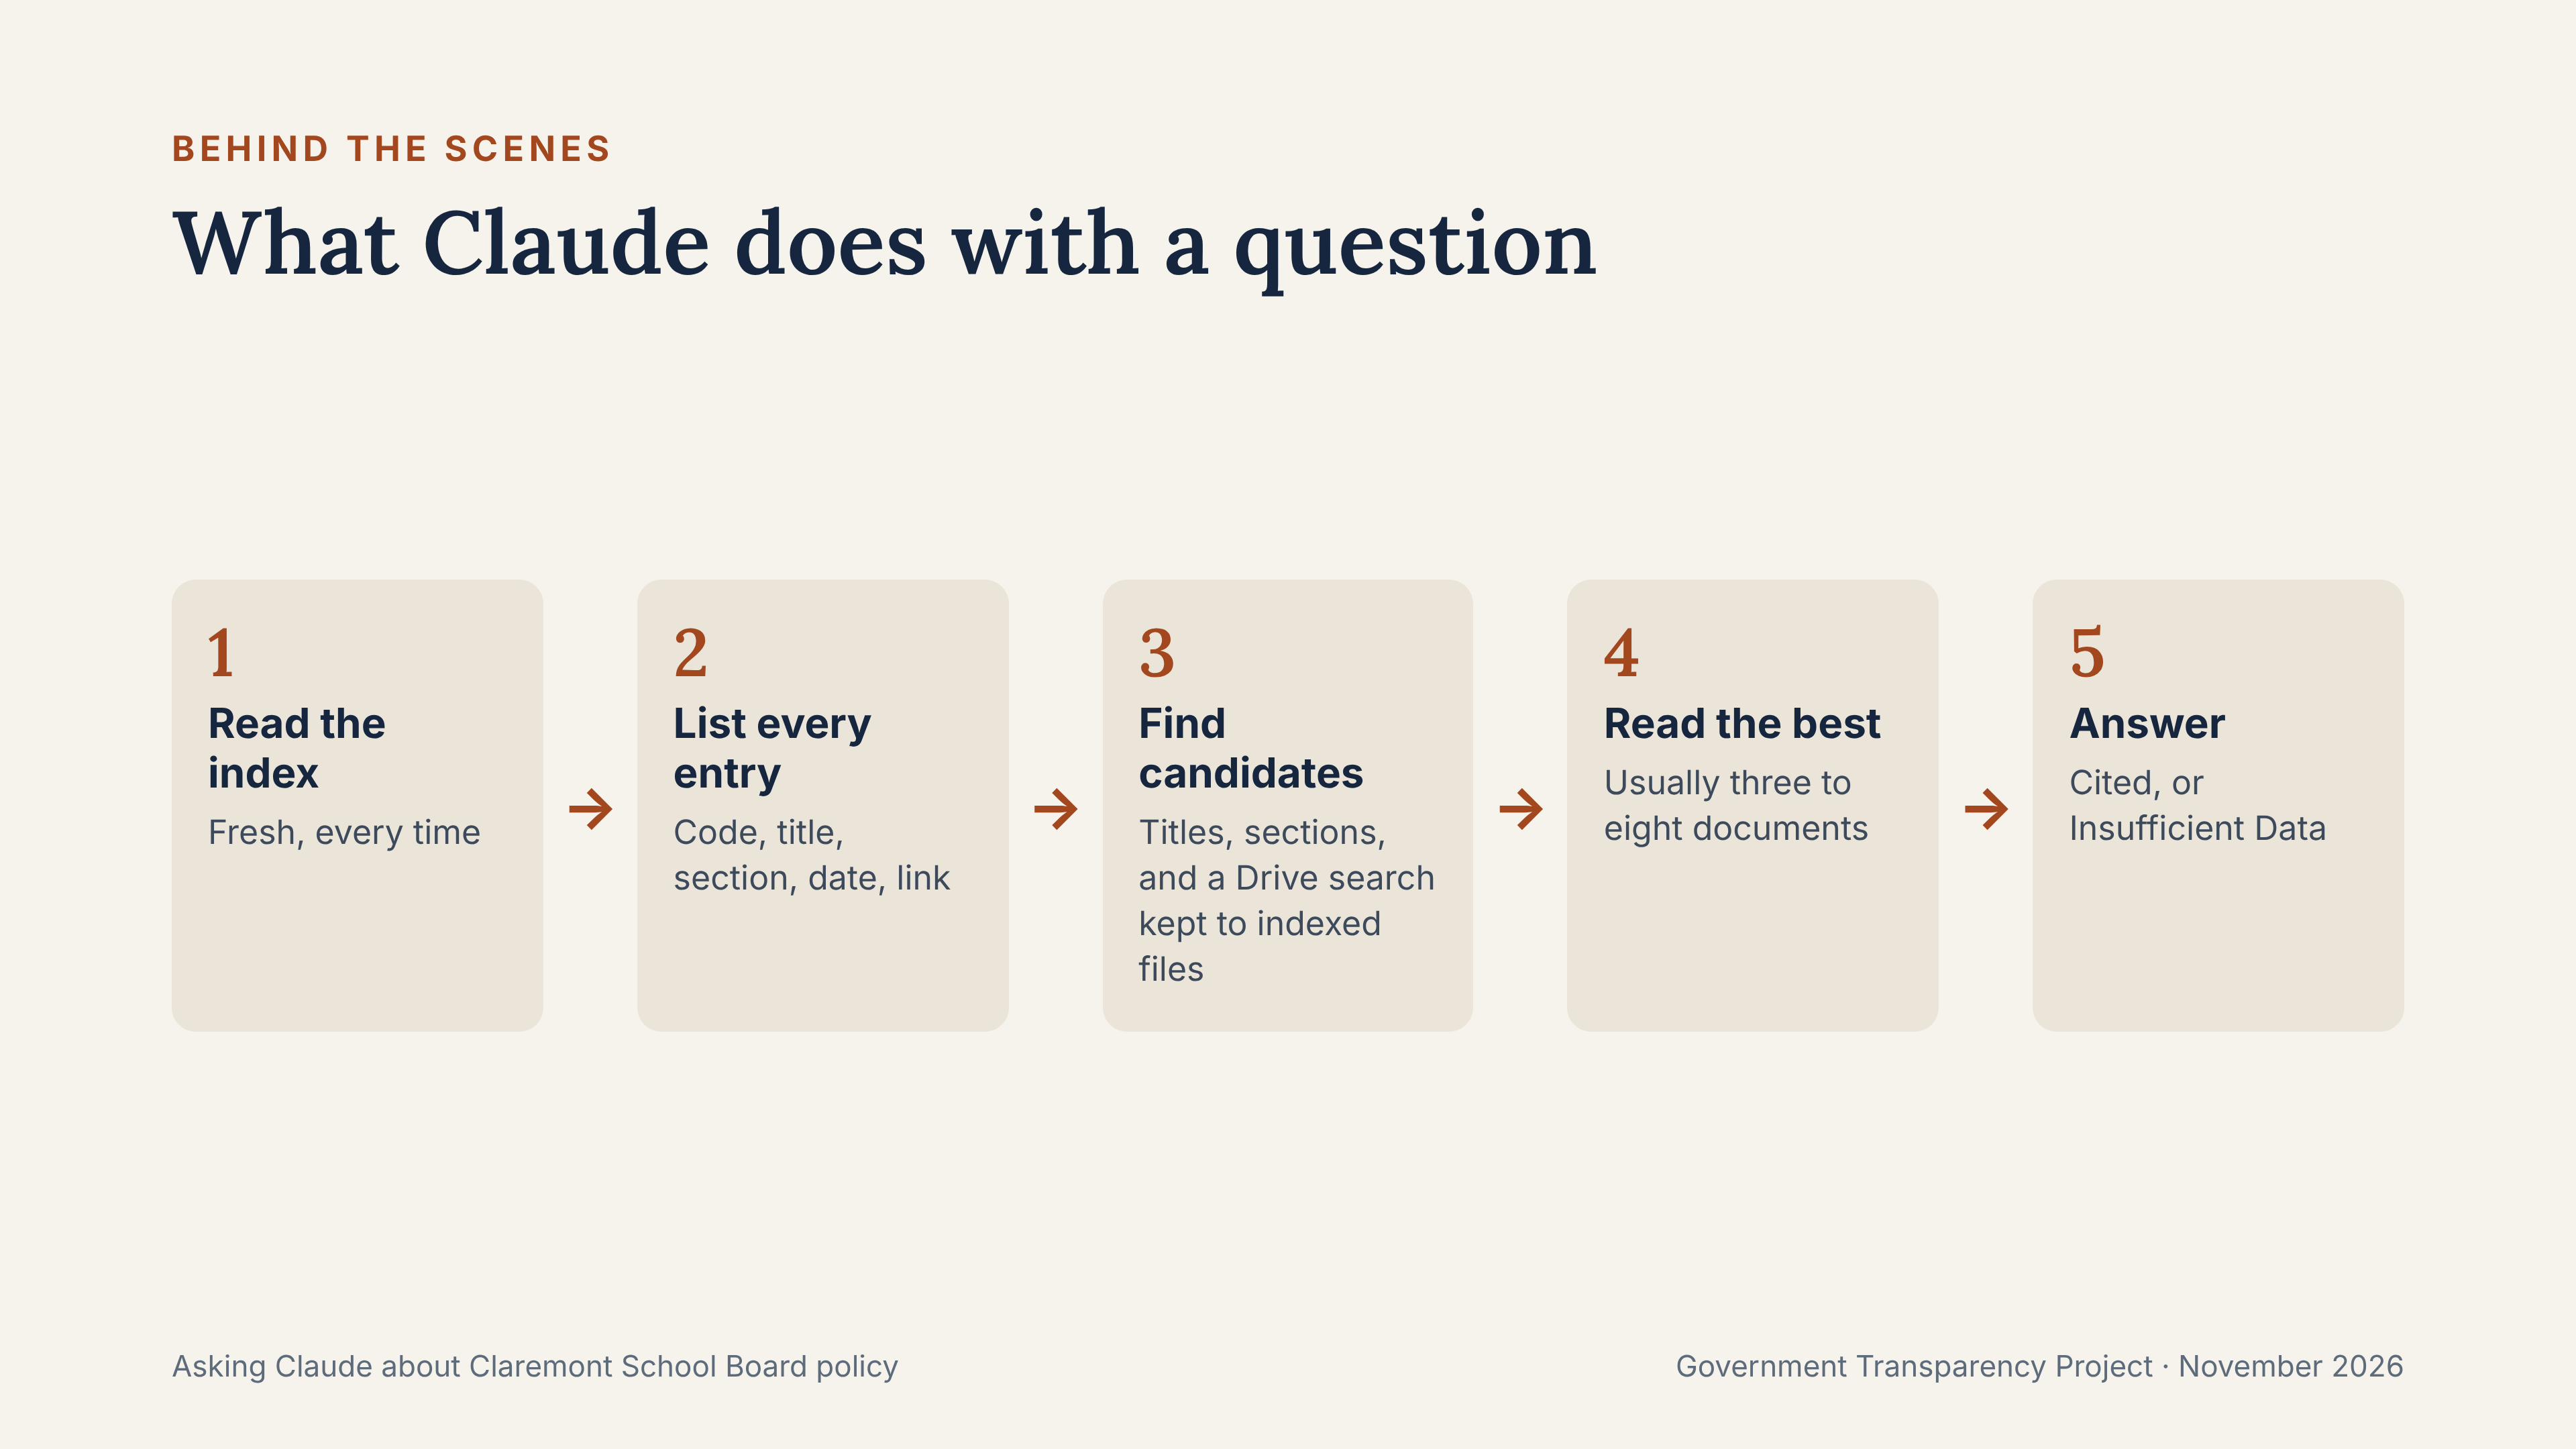 BEHIND THE SCENES
What Claude does with a question
1
Read the
index
Fresh, every time
→
2
List every
entry
Code, title,
section, date, link
→
3
Find
candidates
Titles, sections,
and a Drive search
kept to indexed
files
→
4
Read the best
Usually three to
eight documents
→
5
Answer
Cited, or
Insufficient Data
Asking Claude about Claremont School Board policy
Government Transparency Project · November 2026